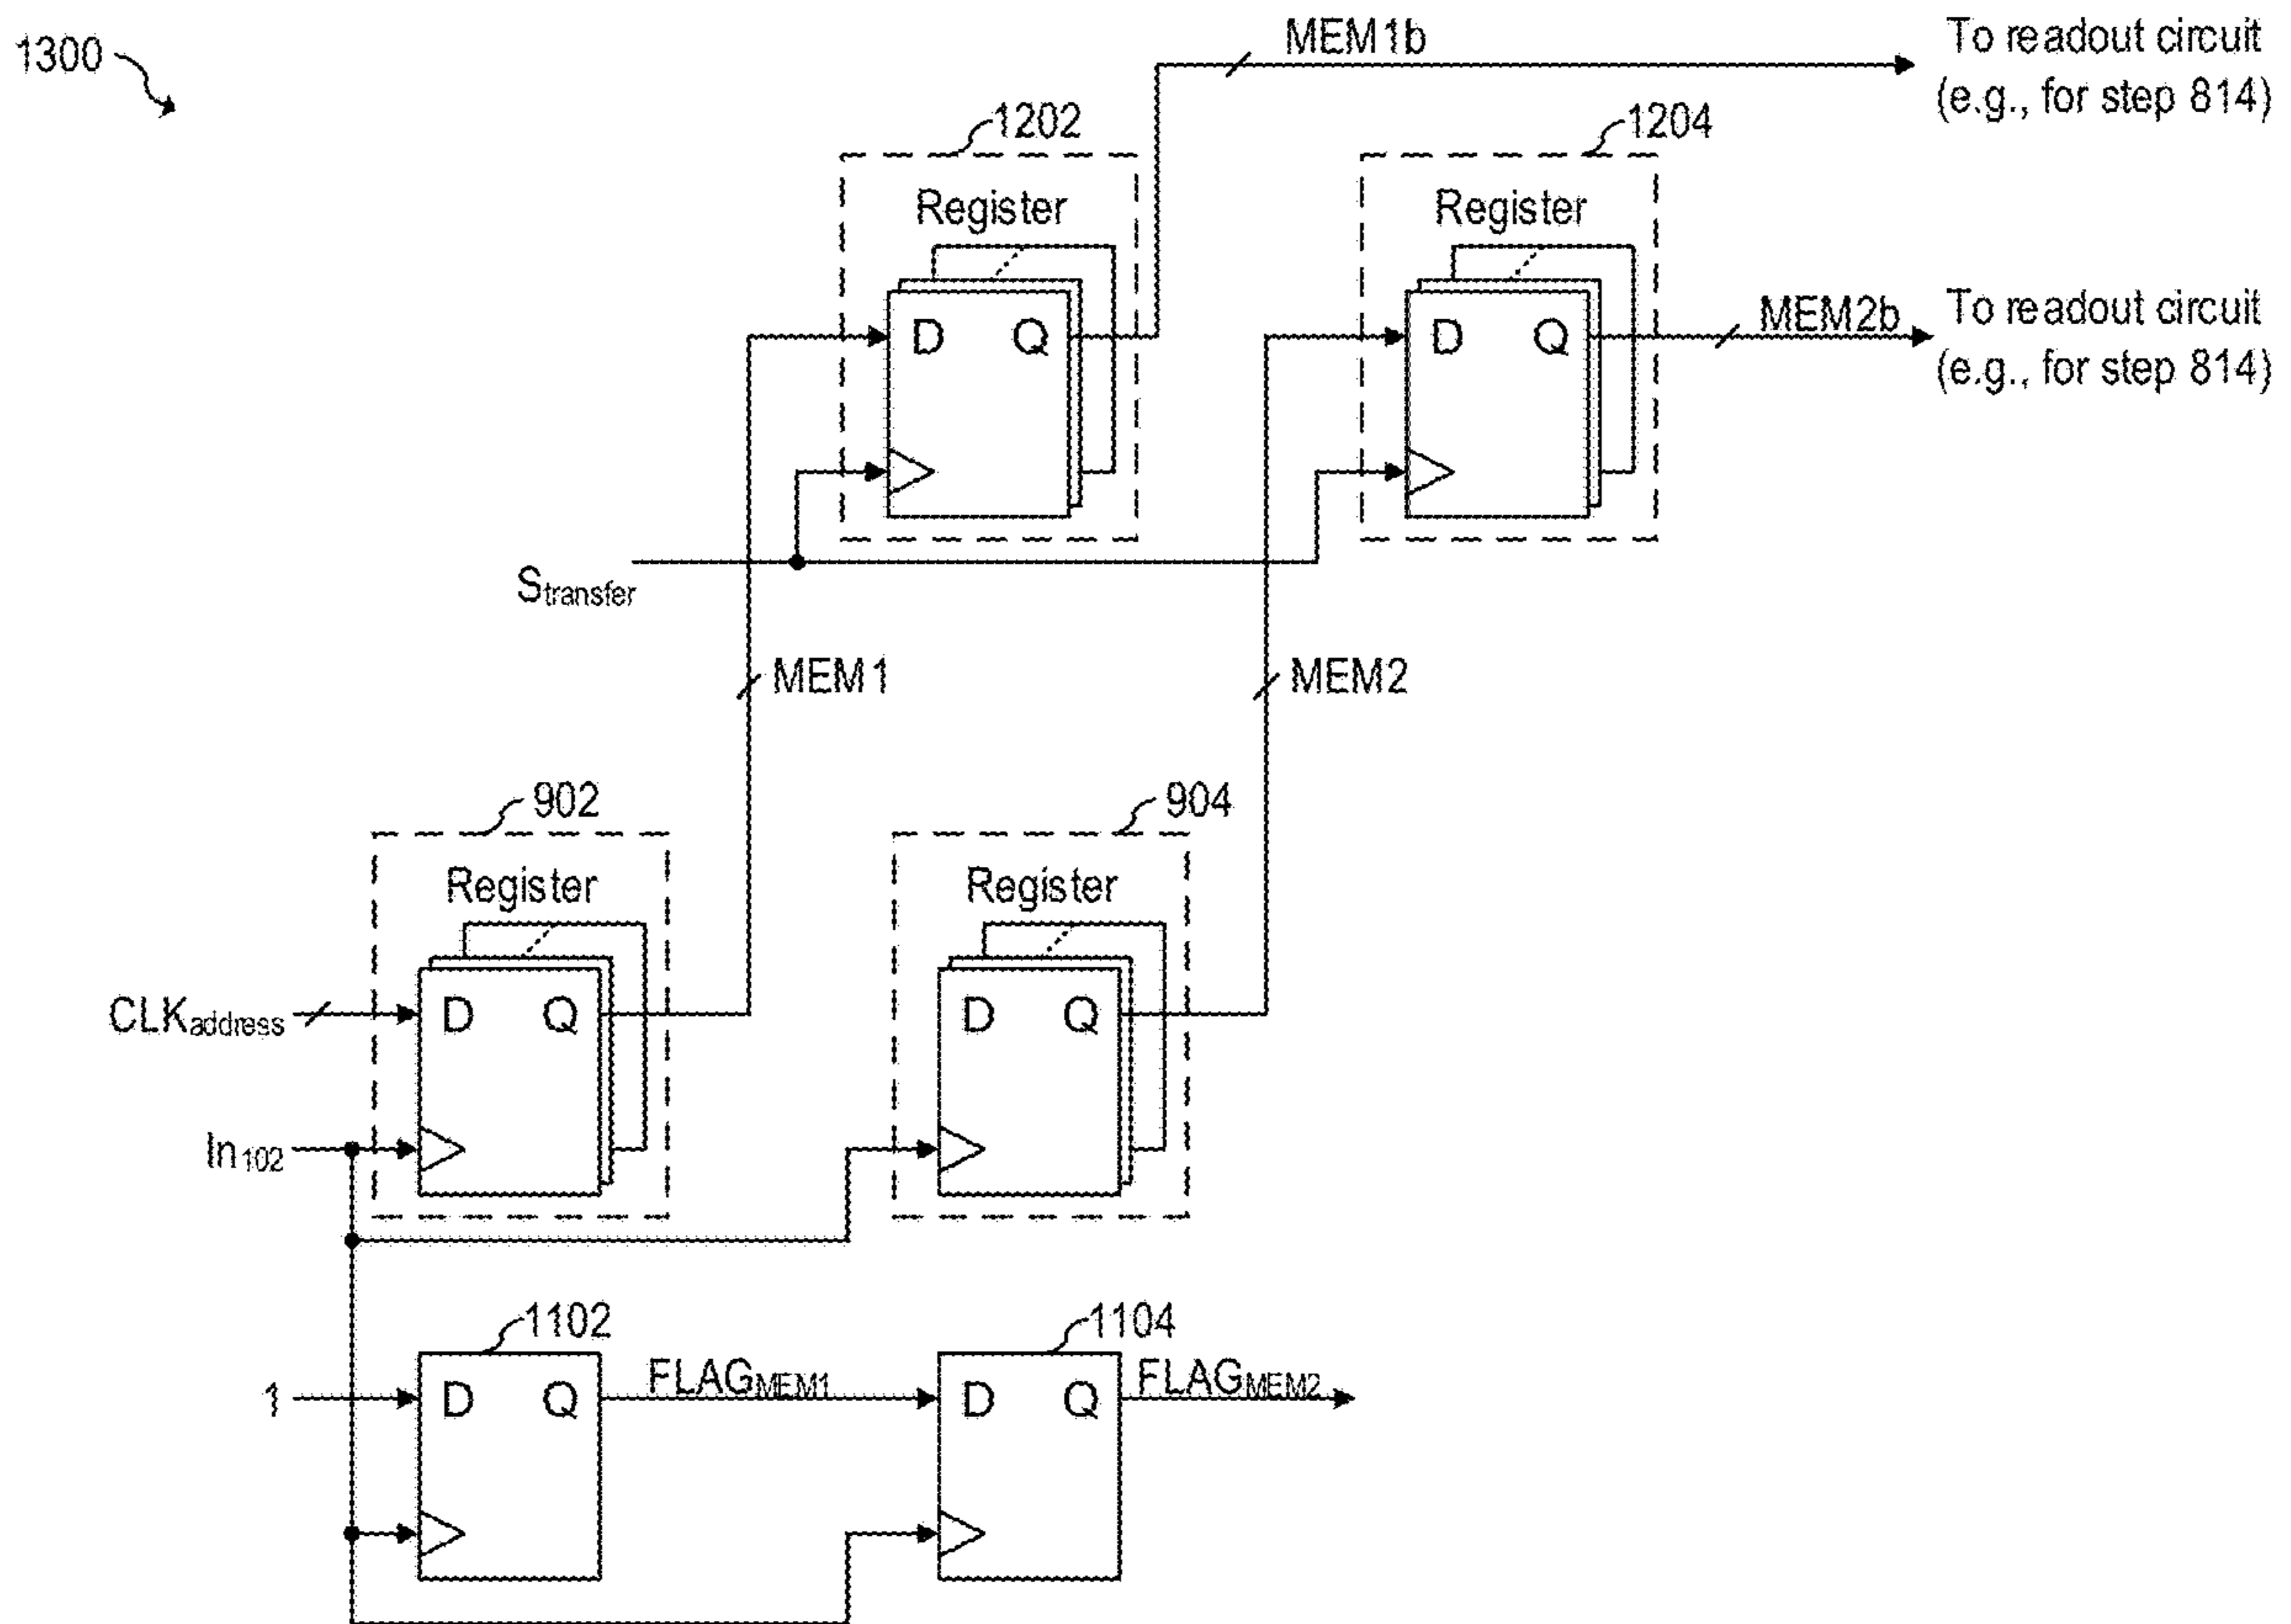 1300
MEM1b
To readout circuit
(e.g., for step 814)
1202
1204
Register
Register
D Q
D Q
MEM2b
To readout circuit
(e.g., for step 814)
Stransfer
MEM1
MEM2
902
904
Register
Register
CLKaddress
D Q
D Q
In102
1102
1104
1
D Q
FLAGMEM1
D Q
FLAGMEM2